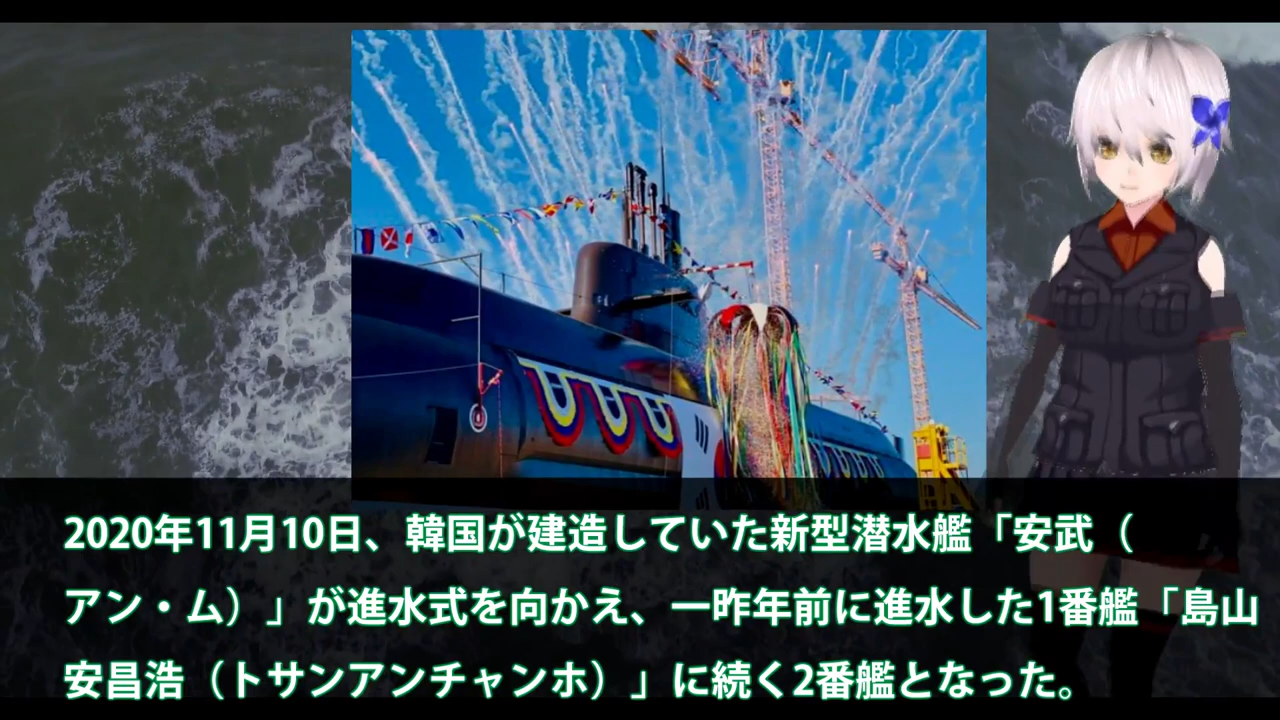 2020年11月10日、韓国が建造していた新型潜水艦「安武（
アン・ム）」が進水式を向かえ、一昨年前に進水した1番艦「島山
安昌浩（トサンアンチャンホ）」に続く2番艦となった。